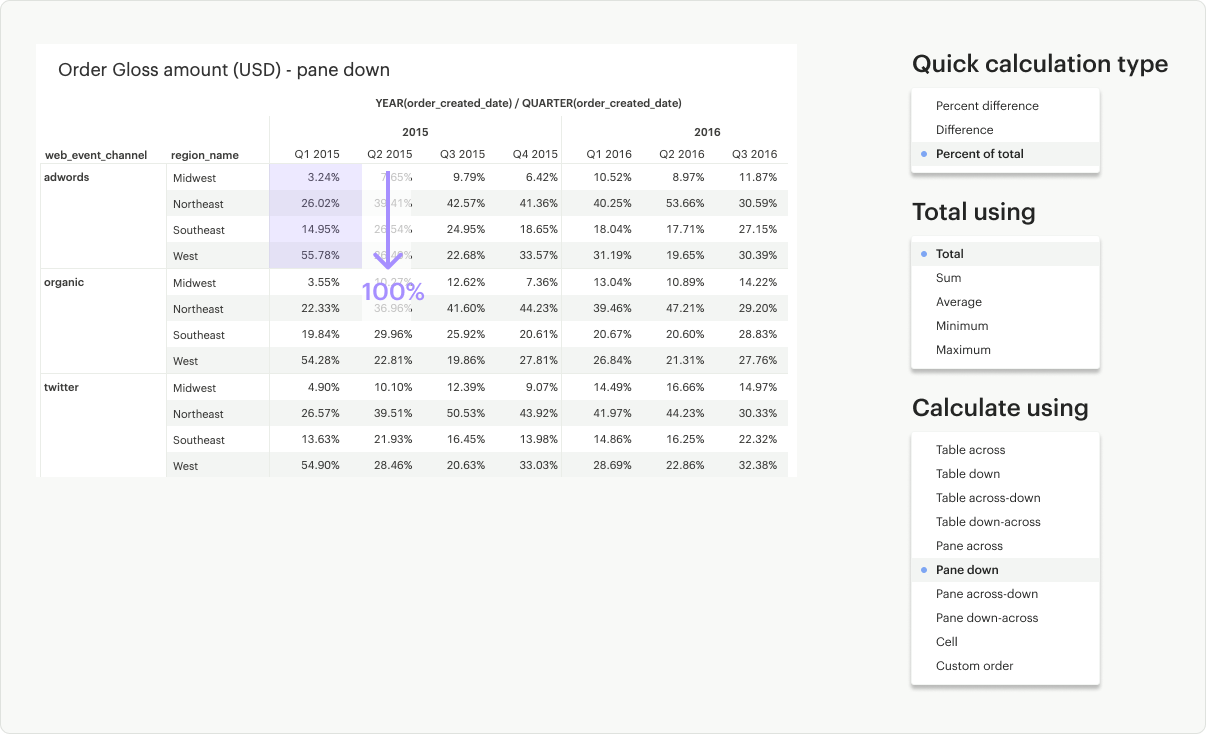 Order Gloss amount (USD) - pane down
YEAR(order_created_date) / QUARTER(order_created_date)
2015 2016
web_event_channel region_name Q1 2015 Q2 2015 Q3 2015 Q4 2015 Q1 2016 Q2 2016 Q3 2016
adwords Midwest 3.24% 7.65% 9.79% 6.42% 10.52% 8.97% 11.87%
Northeast 26.02% 39.41% 42.57% 41.36% 40.25% 53.66% 30.59%
Southeast 14.95% 26.54% 24.95% 18.65% 18.04% 17.71% 27.15%
West 55.78% 26.40% 22.68% 33.57% 31.19% 19.65% 30.39%
organic Midwest 3.55% 10.27% 12.62% 7.36% 13.04% 10.89% 14.22%
100%
Northeast 22.33% 36.96% 41.60% 44.23% 39.46% 47.21% 29.20%
Southeast 19.84% 29.96% 25.92% 20.61% 20.67% 20.60% 28.83%
West 54.28% 22.81% 19.86% 27.81% 26.84% 21.31% 27.76%
twitter Midwest 4.90% 10.10% 12.39% 9.07% 14.49% 16.66% 14.97%
Northeast 26.57% 39.51% 50.53% 43.92% 41.97% 44.23% 30.33%
Southeast 13.63% 21.93% 16.45% 13.98% 14.86% 16.25% 22.32%
West 54.90% 28.46% 20.63% 33.03% 28.69% 22.86% 32.38%
Quick calculation type
Percent difference
Difference
Percent of total
Total using
Total
Sum
Average
Minimum
Maximum
Calculate using
Table across
Table down
Table across-down
Table down-across
Pane across
Pane down
Pane across-down
Pane down-across
Cell
Custom order